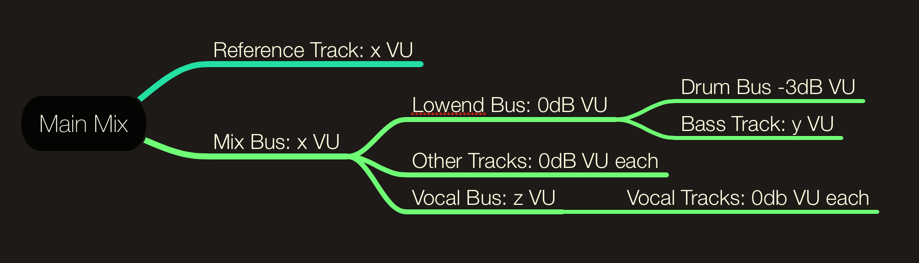 Main Mix
Reference Track: x VU
Mix Bus: x VU
Lowend Bus: 0dB VU
Drum Bus -3dB VU
Bass Track: y VU
Other Tracks: 0dB VU each
Vocal Bus: z VU
Vocal Tracks: 0db VU each